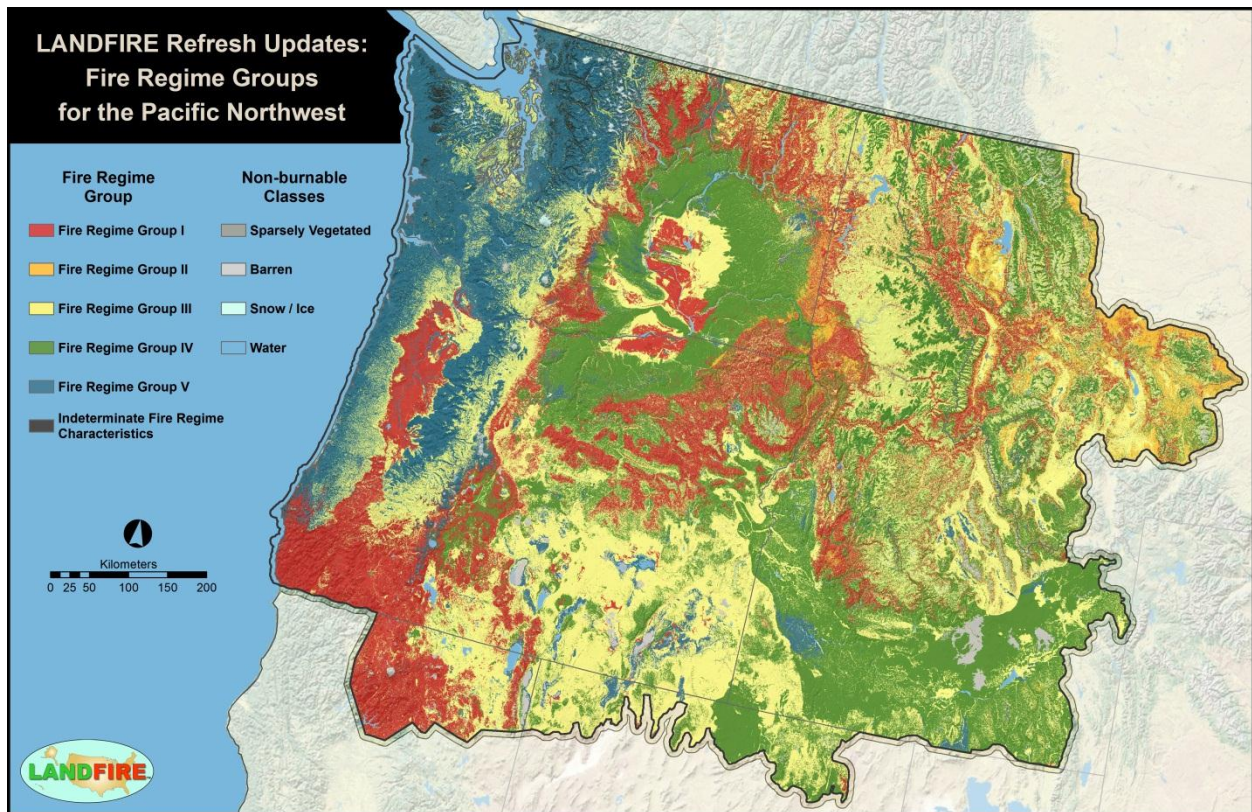 LANDFIRE Refresh Updates:
Fire Regime Groups
for the Pacific Northwest
Fire Regime
Group
Fire Regime Group I
Fire Regime Group II
Fire Regime Group III
Fire Regime Group IV
Fire Regime Group V
Indeterminate Fire Regime
Characteristics
Non-burnable
Classes
Sparsely Vegetated
Barren
Snow / Ice
Water
Kilometers
0 25 50 100 150 200
LANDFIRE